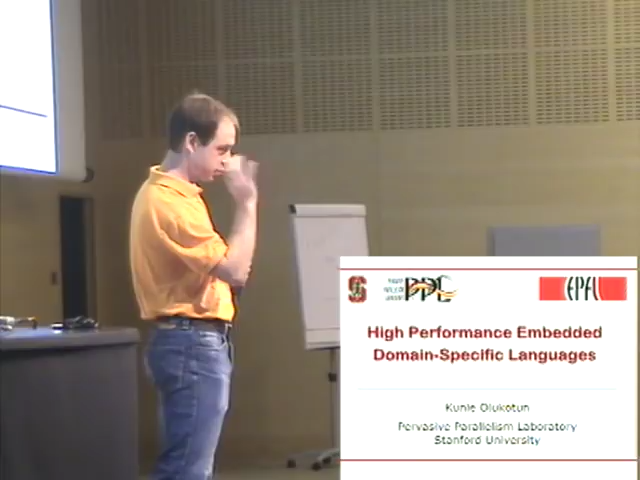 S
PPL
EPFL
High Performance Embedded
Domain-Specific Languages
Kunle Olukotun
Pervasive Parallelism Laboratory
Stanford University